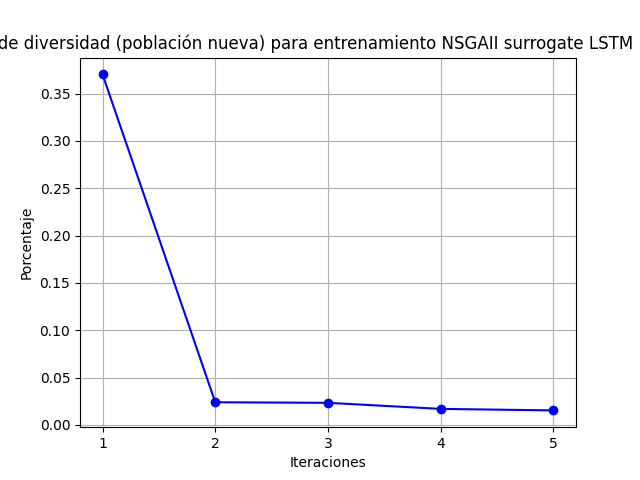 de diversidad (población nueva) para entrenamiento NSGAII surrogate LSTM
0.35
0.30
0.25
0.20
0.15
0.10
0.05
0.00
Porcentaje
1 2 3 4 5
Iteraciones